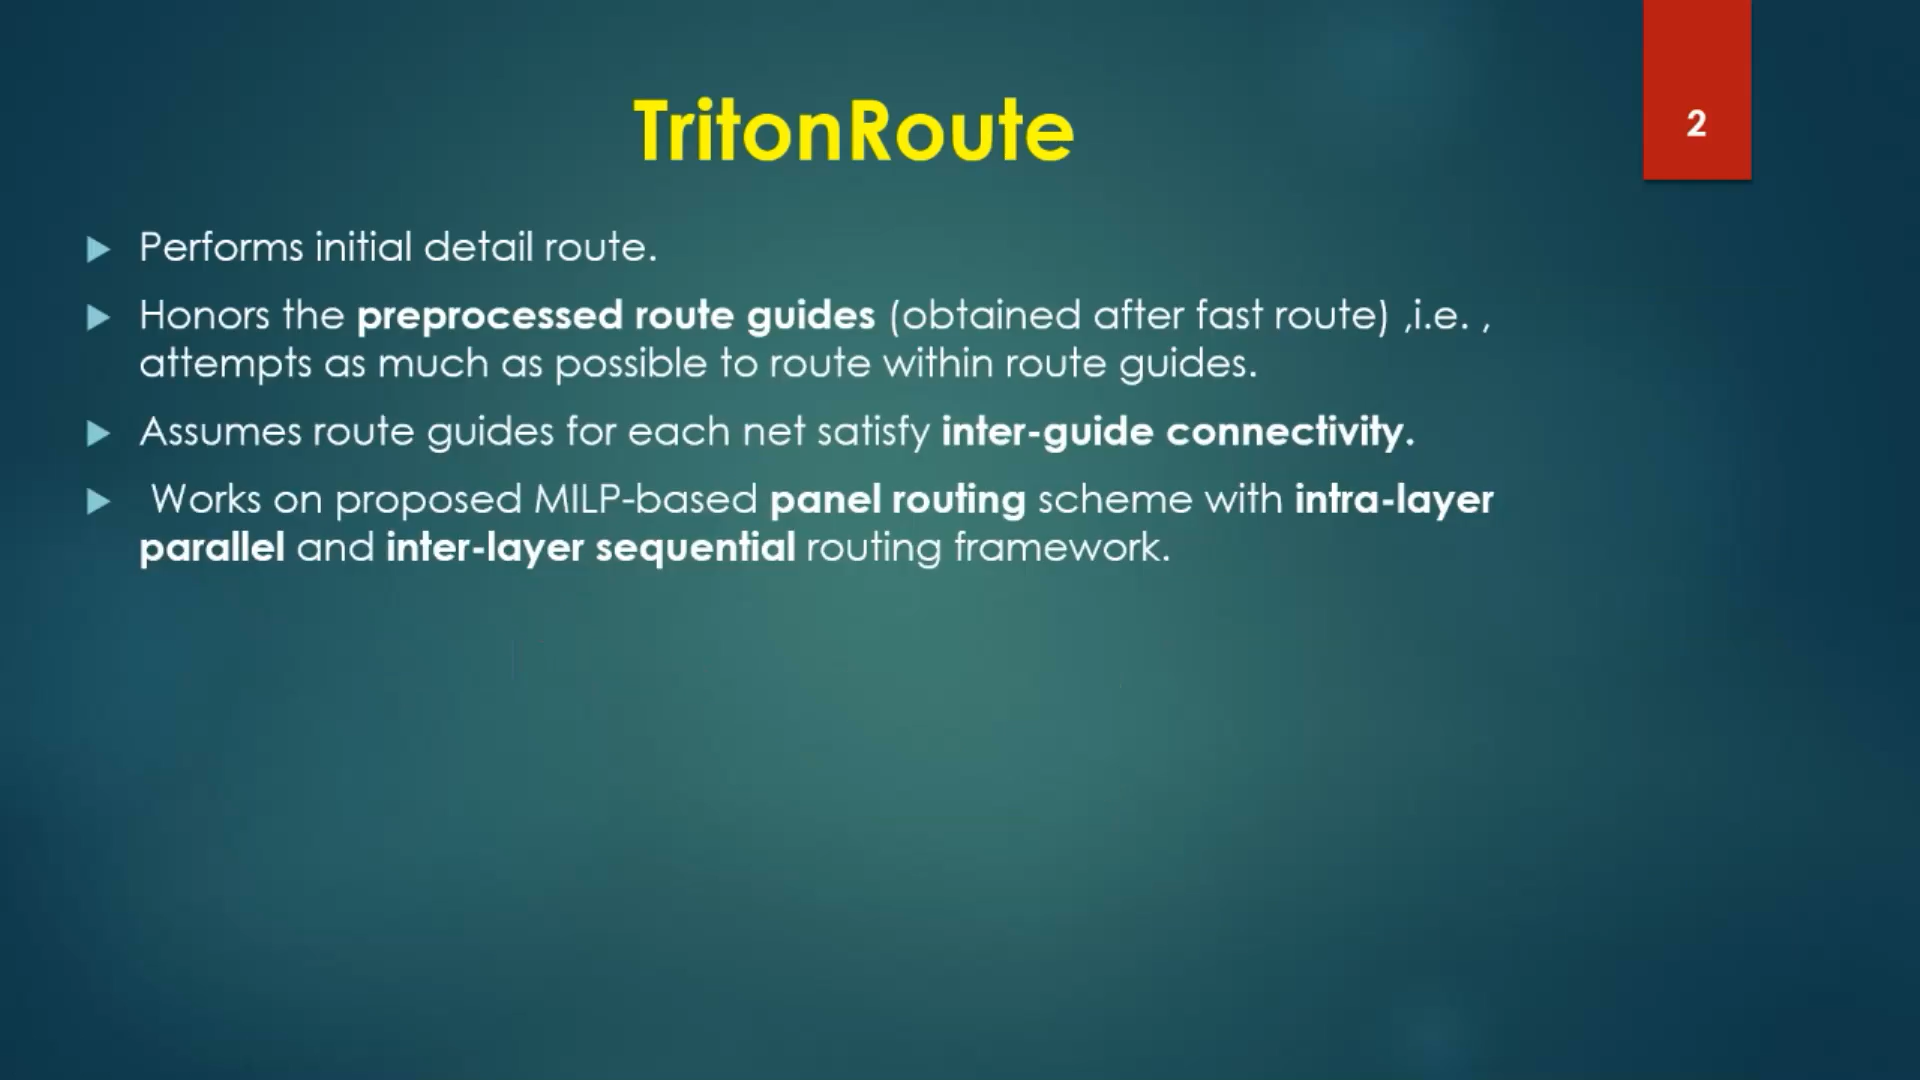 TritonRoute
2
Performs initial detail route.
Honors the preprocessed route guides (obtained after fast route) ,i.e. ,
attempts as much as possible to route within route guides.
Assumes route guides for each net satisfy inter-guide connectivity.
Works on proposed MILP-based panel routing scheme with intra-layer
parallel and inter-layer sequential routing framework.